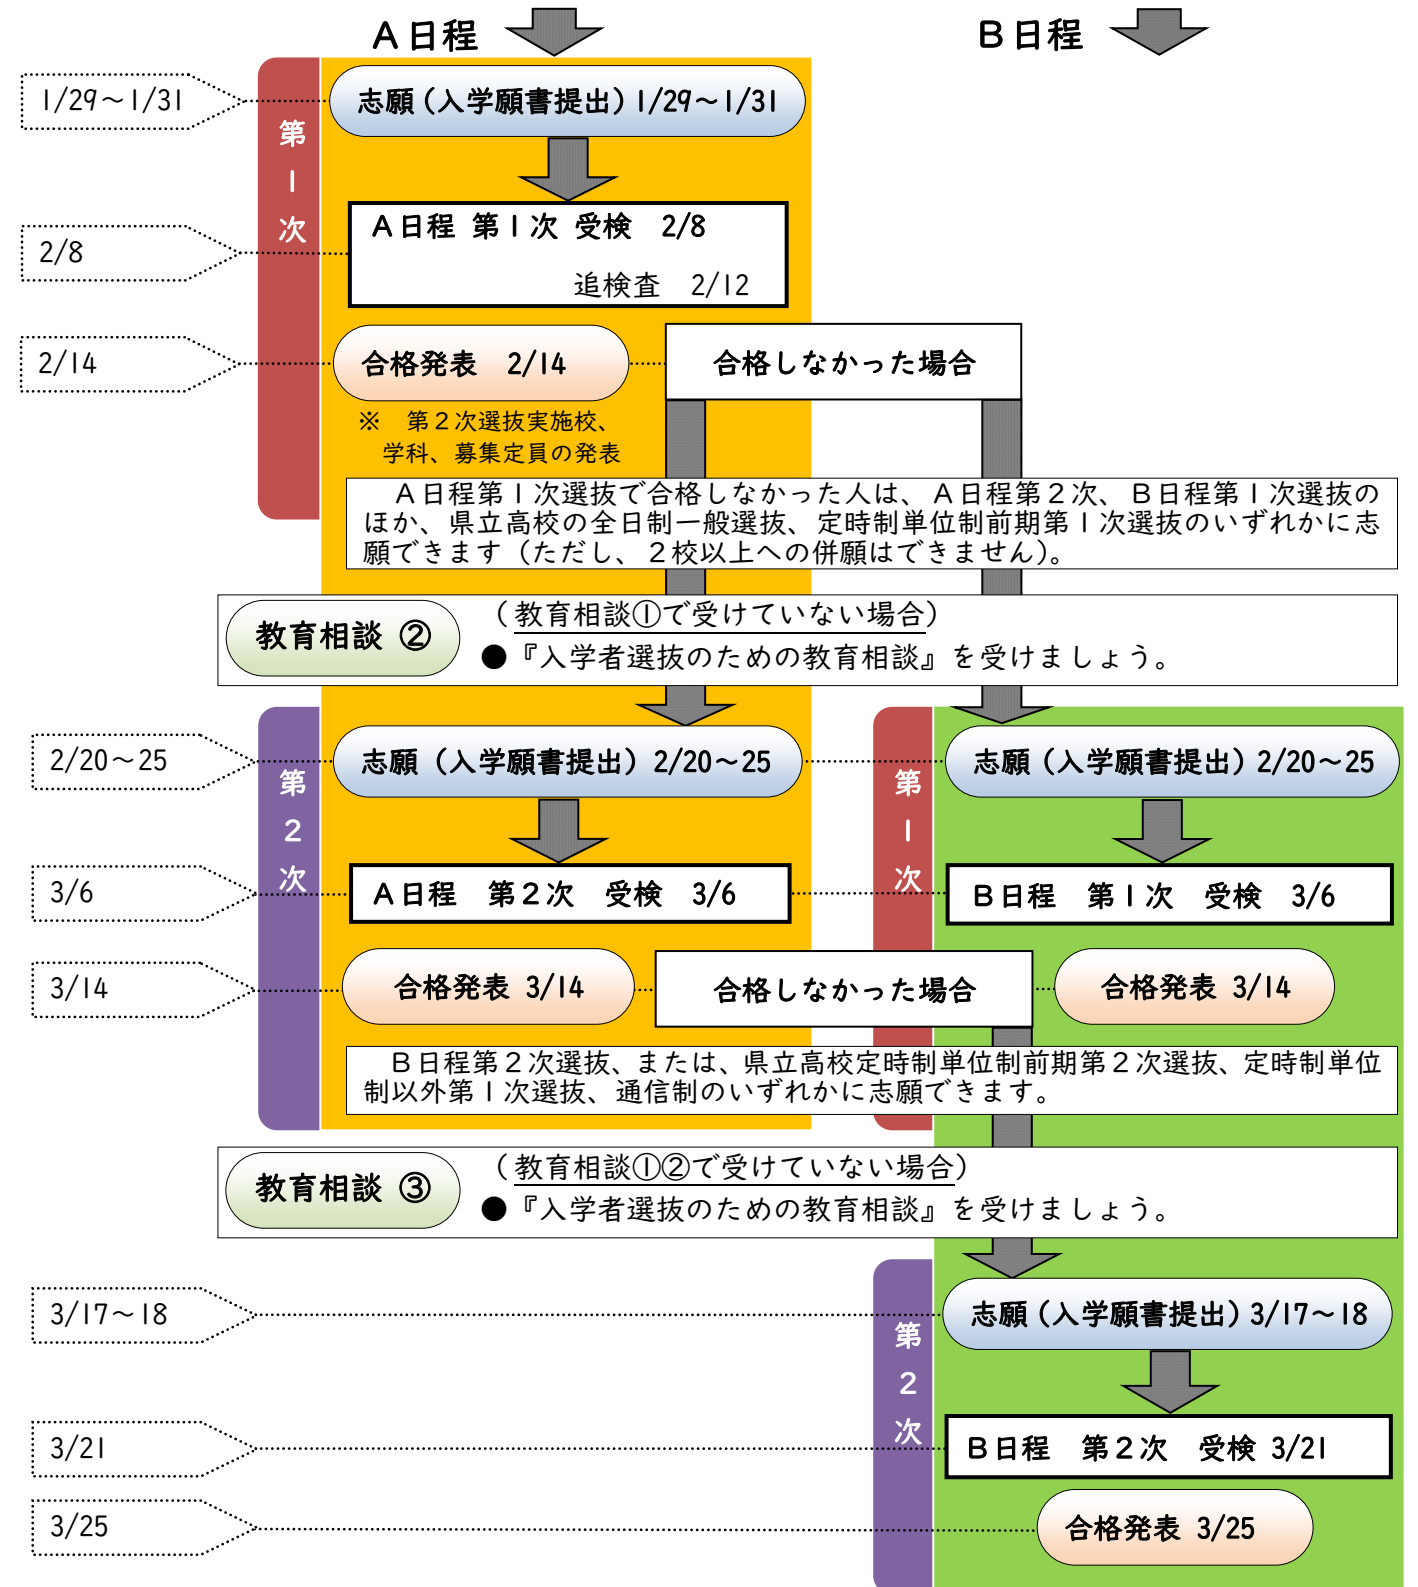 A日程
B日程
1/29～1/31
志願（入学願書提出）1/29～1/31
第1次
2/8
A日程 第1次 受検 2/8
追検査 2/12
2/14
合格発表 2/14
合格しなかった場合
※ 第2次選抜実施校、
学科、募集定員の発表
A日程第1次選抜で合格しなかった人は、A日程第2次、B日程第1次選抜の
ほか、県立高校の全日制一般選抜、定時制単位制前期第1次選抜のいずれかに志
願できます（ただし、2校以上への併願はできません）。
教育相談 ②
（教育相談①で受けていない場合）
●『入学者選抜のための教育相談』を受けましょう。
2/20～25
第2次
志願（入学願書提出）2/20～25
第1次
志願（入学願書提出）2/20～25
3/6
A日程 第2次 受検 3/6
B日程 第1次 受検 3/6
3/14
合格発表 3/14
合格しなかった場合
合格発表 3/14
B日程第2次選抜、または、県立高校定時制単位制前期第2次選抜、定時制単位
制以外第1次選抜、通信制のいずれかに志願できます。
教育相談 ③
（教育相談①②で受けていない場合）
●『入学者選抜のための教育相談』を受けましょう。
3/17～18
第2次
志願（入学願書提出）3/17～18
3/21
B日程 第2次 受検 3/21
3/25
合格発表 3/25